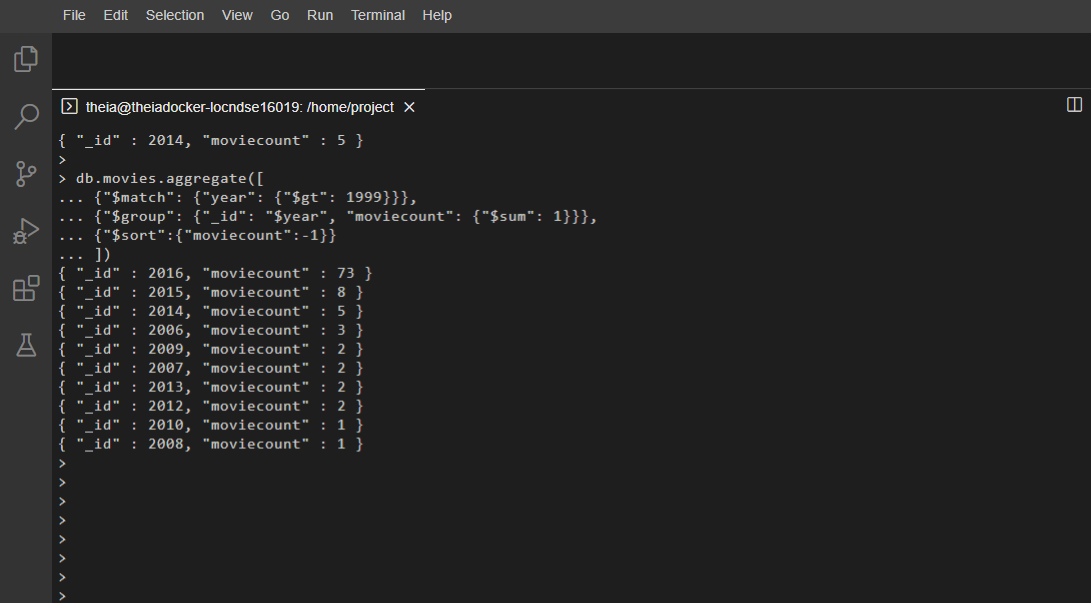 File Edit Selection View Go Run Terminal Help
theia@theiadocker-locndse16019: /home/project ×
{ "_id" : 2014, "moviecount" : 5 }
>
> db.movies.aggregate([
... {"$match": {"year": {"$gt": 1999}}},
... {"$group": {"_id": "$year", "moviecount": {"$sum": 1}}},
... {"$sort":{"moviecount":-1}}
... ])
{ "_id" : 2016, "moviecount" : 73 }
{ "_id" : 2015, "moviecount" : 8 }
{ "_id" : 2014, "moviecount" : 5 }
{ "_id" : 2006, "moviecount" : 3 }
{ "_id" : 2009, "moviecount" : 2 }
{ "_id" : 2007, "moviecount" : 2 }
{ "_id" : 2013, "moviecount" : 2 }
{ "_id" : 2012, "moviecount" : 2 }
{ "_id" : 2010, "moviecount" : 1 }
{ "_id" : 2008, "moviecount" : 1 }
>
>
>
>
>
>
>
>